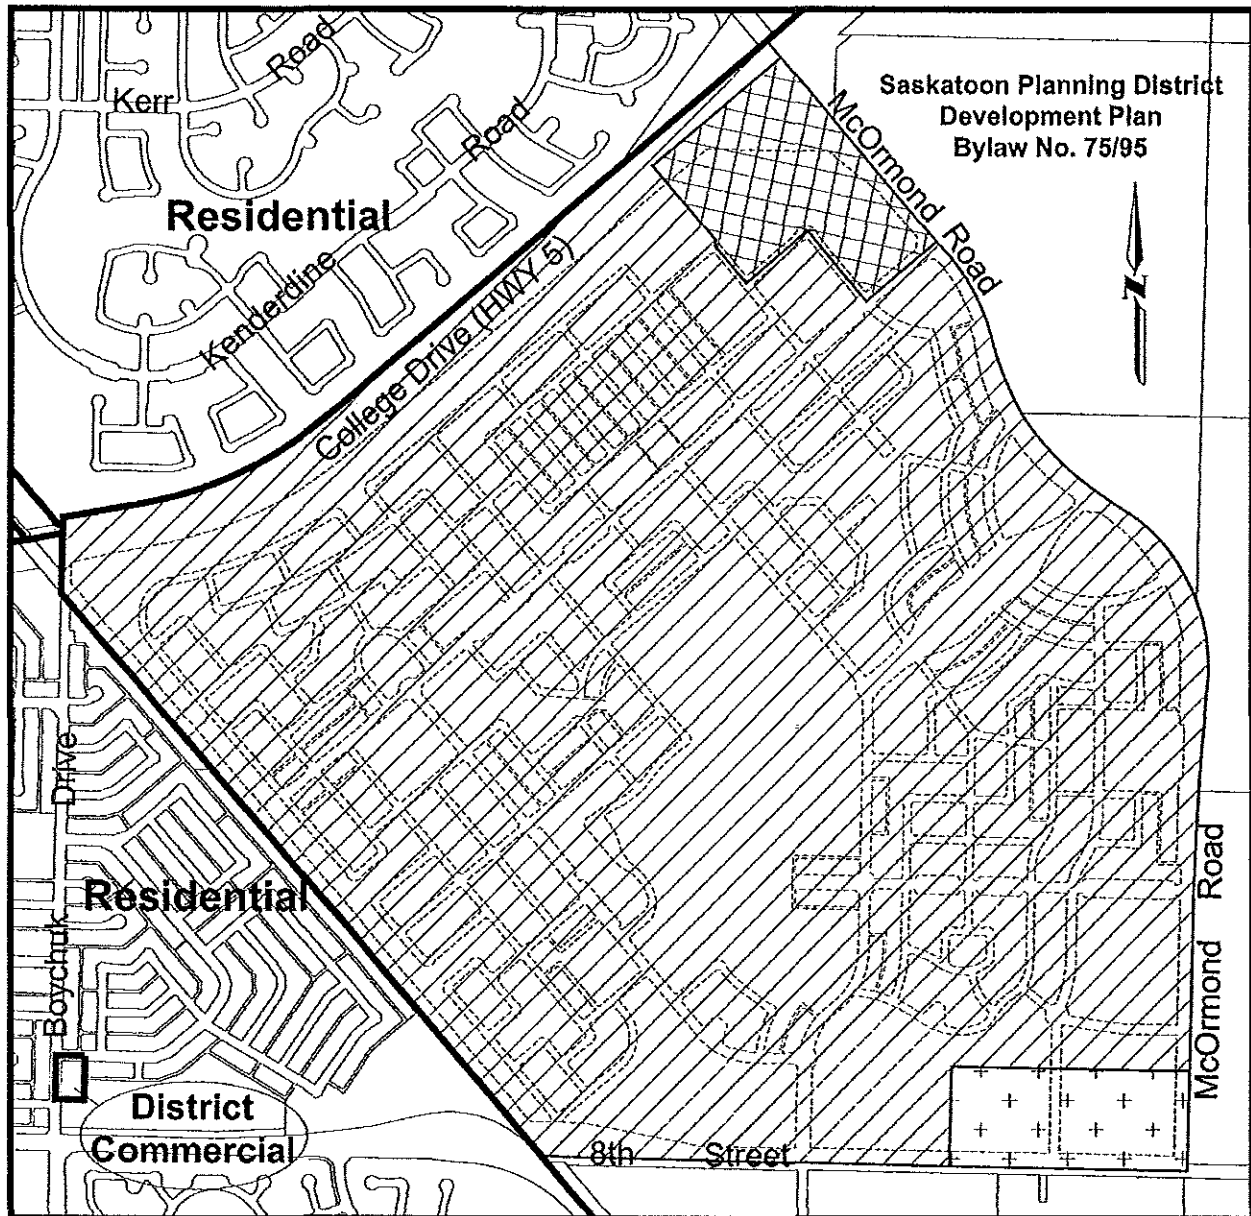 Road
Kerr
Road
Saskatoon Planning District
Development Plan
Bylaw No. 75/95
McOrmond Road
Residential
Kenderdine
College Drive (HWY 5)
N
Drive
Residential
Boychuk
McOrmond Road
District
Commercial
8th Street